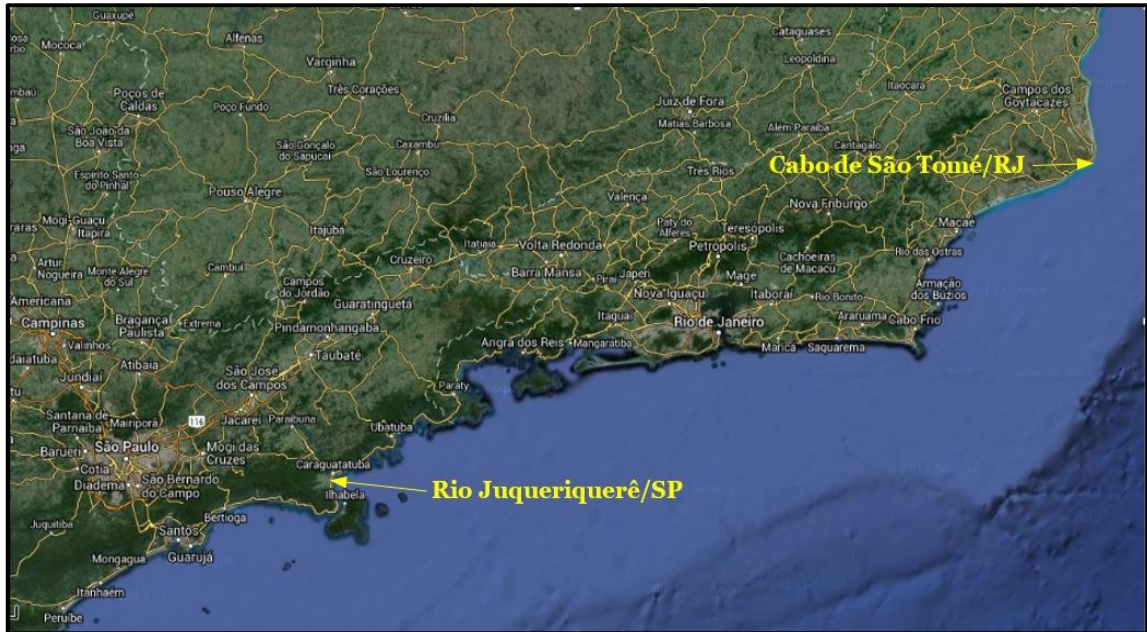 Guaxupé
Mococa
Alfenas
Cataguases
Leopoldina
Varginha
Três Corações
Poços de
Caldas
Poço Fundo
Itaocara
Campos dos
Goytacazes
Juiz de Fora
Matias Barbosa
Cruzília
Além Paraíba
São João da
Boa Vista
São Gonçalo
do Sapucaí
Caxambu
Cantagalo
Cabo de São Tomé/RJ
Espírito Santo
do Pinhal
São Lourenço
Três Rios
Pouso Alegre
Valença
Nova Friburgo
Mogi-Guaçu
Itapira
Araras
Itajubá
Paty do
Alferes
Teresópolis
Macae
Itatiaia
Volta Redonda
Petrópolis
Rio das Ostras
Artur
Nogueira
Monte Alegre
do Sul
Cambuí
Cruzeiro
Barra Mansa
Piraí
Japeri
Magé
Cachoeiras
de Macacu
Campos
do Jordão
Guaratinguetá
Nova Iguaçu
Itaboraí
Rio Bonito
Armação
dos Búzios
Americana
Campinas
Bragança
Paulista
Extrema
Pindamonhangaba
Itaguaí
Rio de Janeiro
Araruama
Cabo Frio
Valinhos
Atibaia
Taubaté
Angra dos Reis
Mangaratiba
Maricá
Saquarema
Jundiaí
São José
dos Campos
Paraty
Santana de
Parnaíba
Mairiporã
116
Jacareí
Paraibuna
Ubatuba
Barueri
São Paulo
Mogi das
Cruzes
Cotia
Diadema
São Bernardo
do Campo
Caraguatatuba
Ilhabela
Rio Juqueriquerê/SP
Juquitiba
Bertioga
Santos
Guarujá
Mongaguá
Itanhaém
Peruíbe